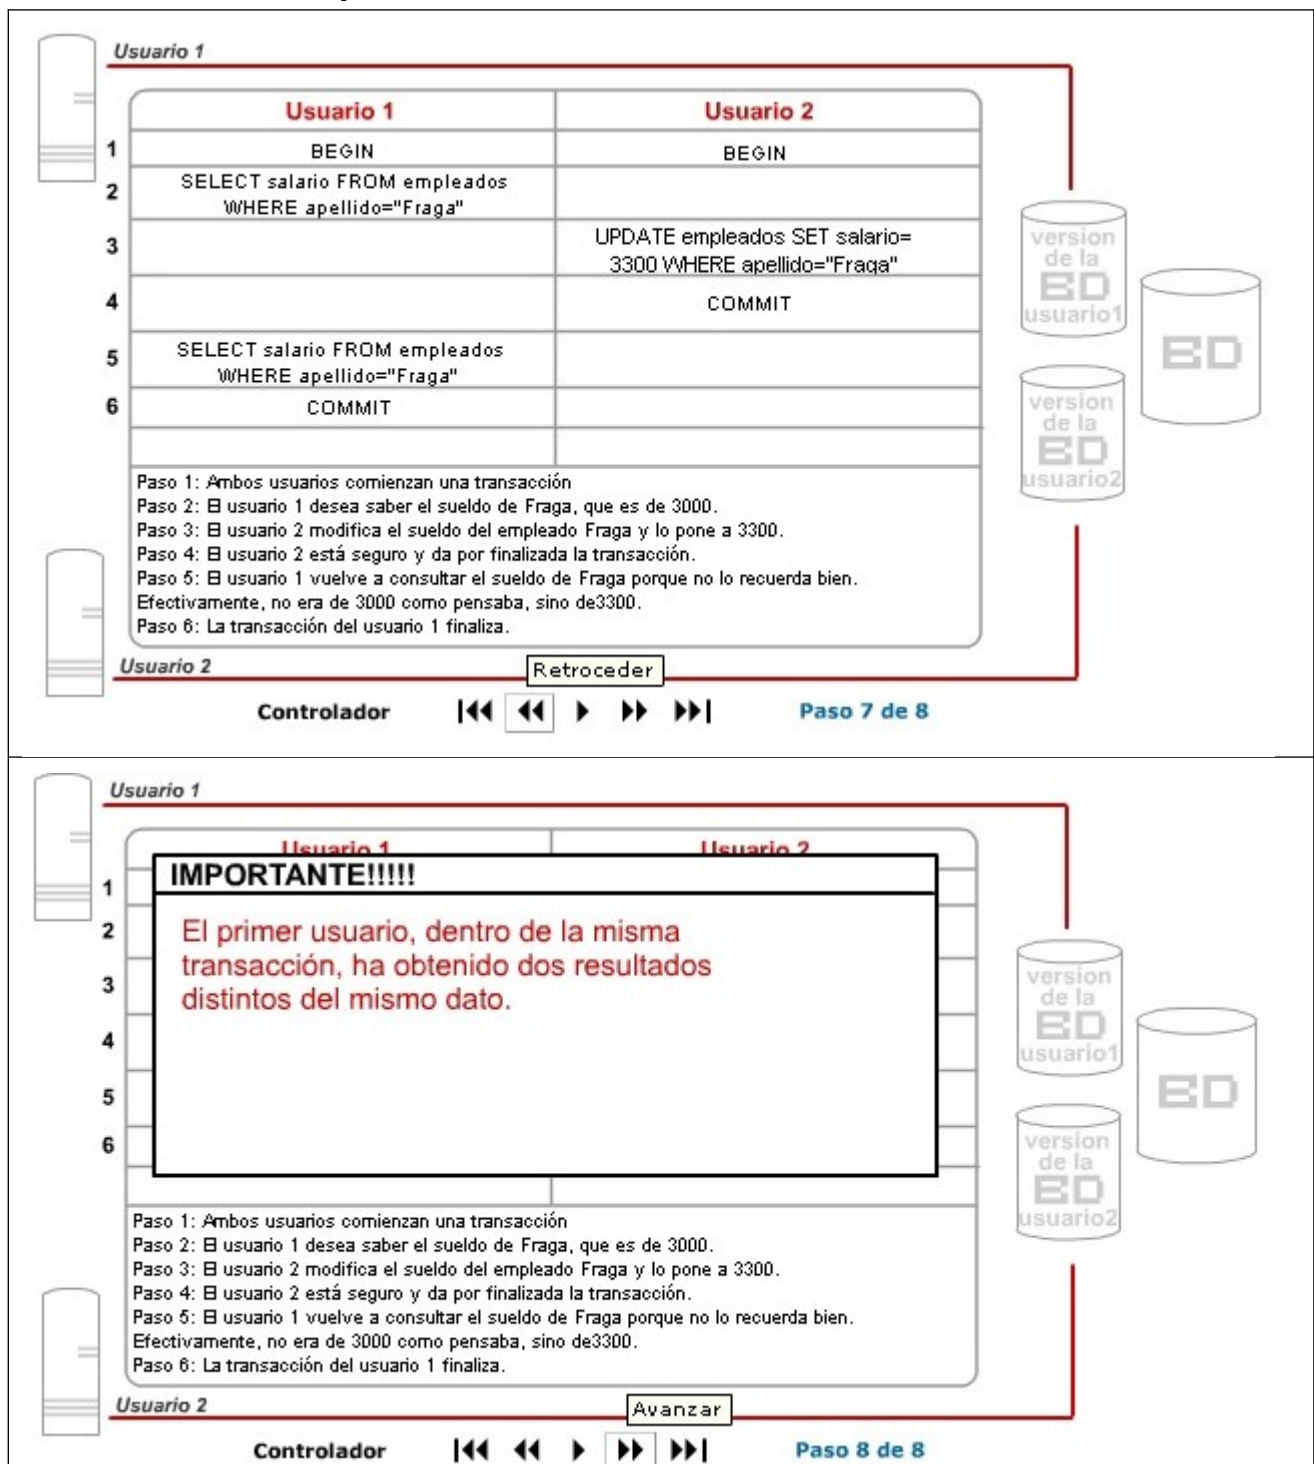 Usuario 1
Usuario 1 Usuario 2
1 BEGIN BEGIN
2 SELECT salario FROM empleados
WHERE apellido="Fraga"
3 UPDATE empleados SET salario=
3300 WHERE apellido="Fraga"
4 COMMIT
5 SELECT salario FROM empleados
WHERE apellido="Fraga"
6 COMMIT
Paso 1: Ambos usuarios comienzan una transacción
Paso 2: El usuario 1 desea saber el sueldo de Fraga, que es de 3000.
Paso 3: El usuario 2 modifica el sueldo del empleado Fraga y lo pone a 3300.
Paso 4: El usuario 2 está seguro y da por finalizada la transacción.
Paso 5: El usuario 1 vuelve a consultar el sueldo de Fraga porque no lo recuerda bien.
Efectivamente, no era de 3000 como pensaba, sino de3300.
Paso 6: La transacción del usuario 1 finaliza.
version
de la
BD
usuario1
BD
version
de la
BD
usuario2
Usuario 2
Retroceder
Controlador Paso 7 de 8
Usuario 1
Usuario 1 Usuario 2
IMPORTANTE!!!!!
1
2
3
4
5
6
El primer usuario, dentro de la misma
transacción, ha obtenido dos resultados
distintos del mismo dato.
Paso 1: Ambos usuarios comienzan una transacción
Paso 2: El usuario 1 desea saber el sueldo de Fraga, que es de 3000.
Paso 3: El usuario 2 modifica el sueldo del empleado Fraga y lo pone a 3300.
Paso 4: El usuario 2 está seguro y da por finalizada la transacción.
Paso 5: El usuario 1 vuelve a consultar el sueldo de Fraga porque no lo recuerda bien.
Efectivamente, no era de 3000 como pensaba, sino de3300.
Paso 6: La transacción del usuario 1 finaliza.
version
de la
BD
usuario1
BD
version
de la
BD
usuario2
Usuario 2
Avanzar
Controlador Paso 8 de 8